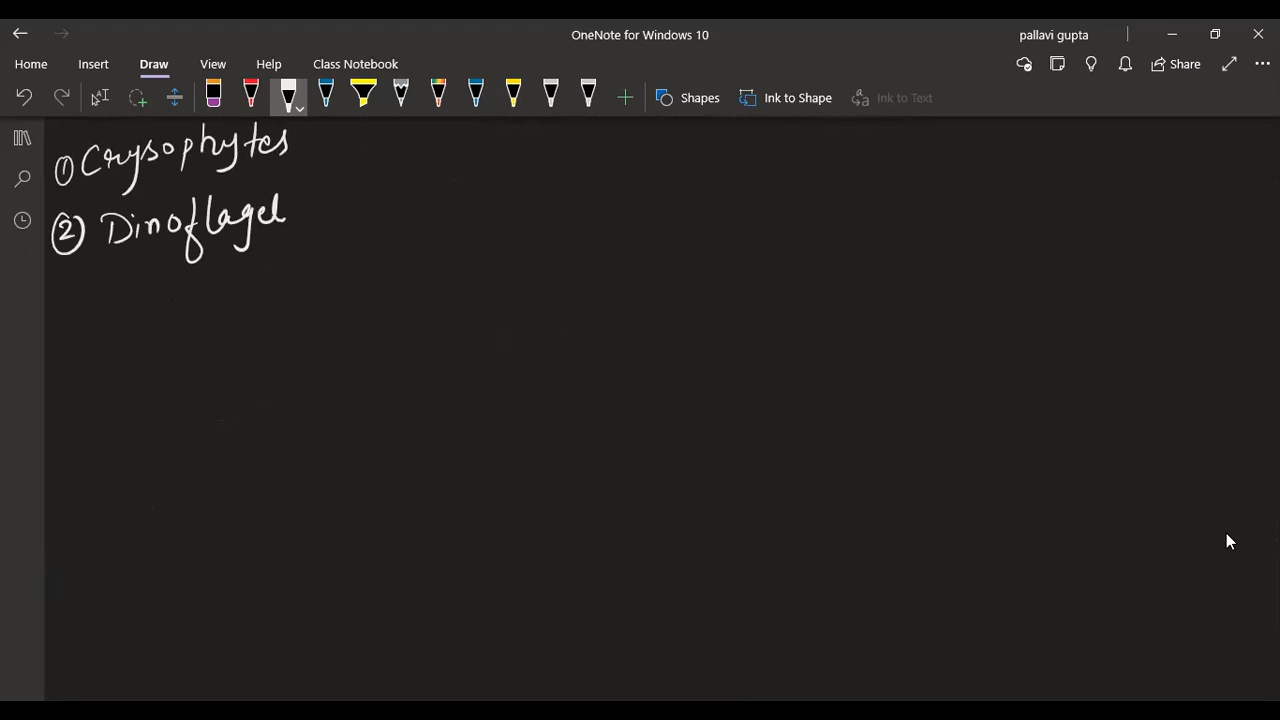 OneNote for Windows 10
pallavi gupta
Home Insert Draw View Help Class Notebook
Share
Shapes Ink to Shape Ink to Text
① Crysophytes
② Dinoflagel